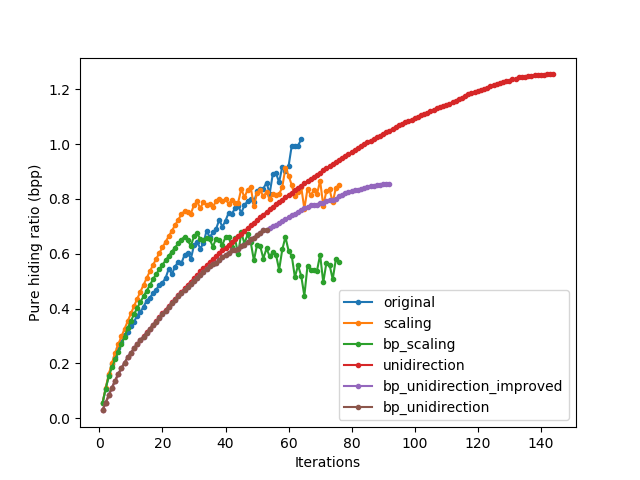 Pure hiding ratio (bpp)
1.2
1.0
0.8
0.6
0.4
0.2
0.0
original
scaling
bp_scaling
unidirection
bp_unidirection_improved
bp_unidirection
0 20 40 60 80 100 120 140
Iterations